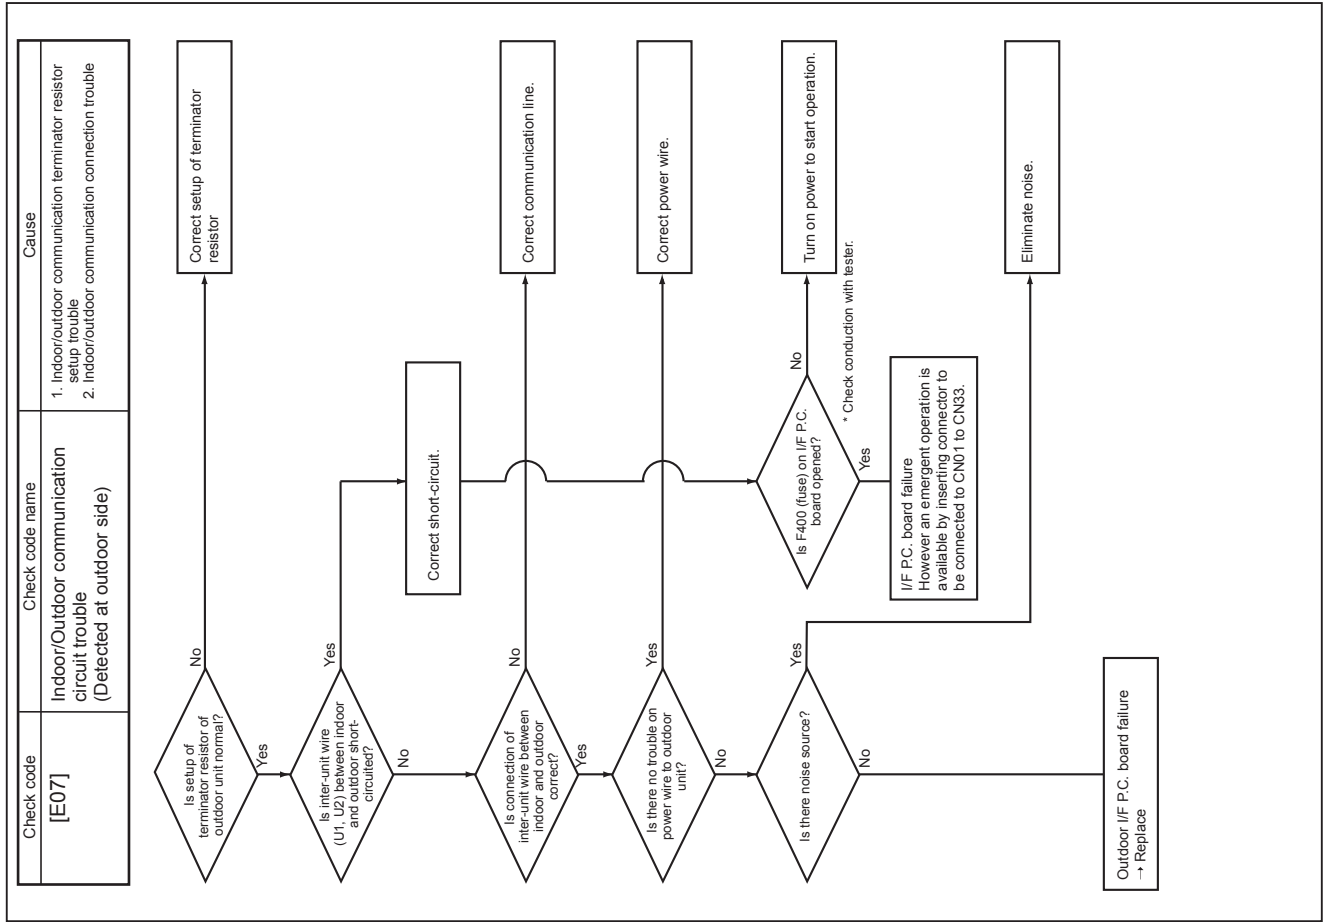 Check code
Check code name
Cause
[E07]
Indoor/Outdoor communication
circuit trouble
(Detected at outdoor side)
1. Indoor/outdoor communication terminator resistor
setup trouble
2. Indoor/outdoor communication connection trouble
Is setup of
terminator resistor of
outdoor unit normal?
No
Correct setup of terminator
resistor
Yes
Is inter-unit wire
(U1, U2) between indoor
and outdoor short-
circuited?
Yes
Correct short-circuit.
No
Is connection of
inter-unit wire between
indoor and outdoor
correct?
No
Correct communication line.
Yes
Is there no trouble on
power wire to outdoor
unit?
Yes
Correct power wire.
No
Is F400 (fuse) on I/F P.C.
board opened?
No
Turn on power to start operation.
* Check conduction with tester.
Yes
I/F P.C. board failure
However an emergent operation is
available by inserting connector to
be connected to CN01 to CN33.
Is there noise source?
Yes
Eliminate noise.
No
Outdoor I/F P.C. board failure
→ Replace